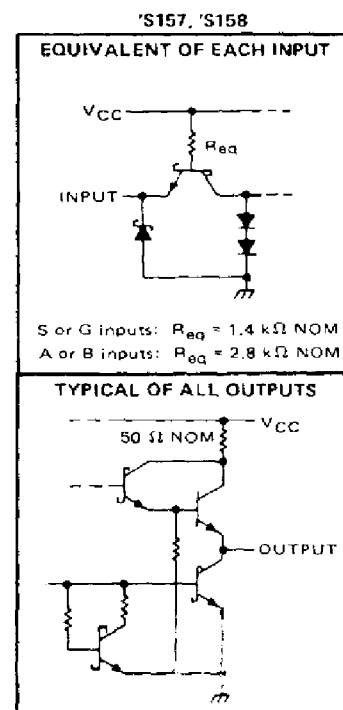 'S157, 'S158
EQUIVALENT OF EACH INPUT
VCC
Req
INPUT
S or G inputs: Req = 1.4 kΩ NOM
A or B inputs: Req = 2.8 kΩ NOM
TYPICAL OF ALL OUTPUTS
VCC
50 Ω NOM
OUTPUT